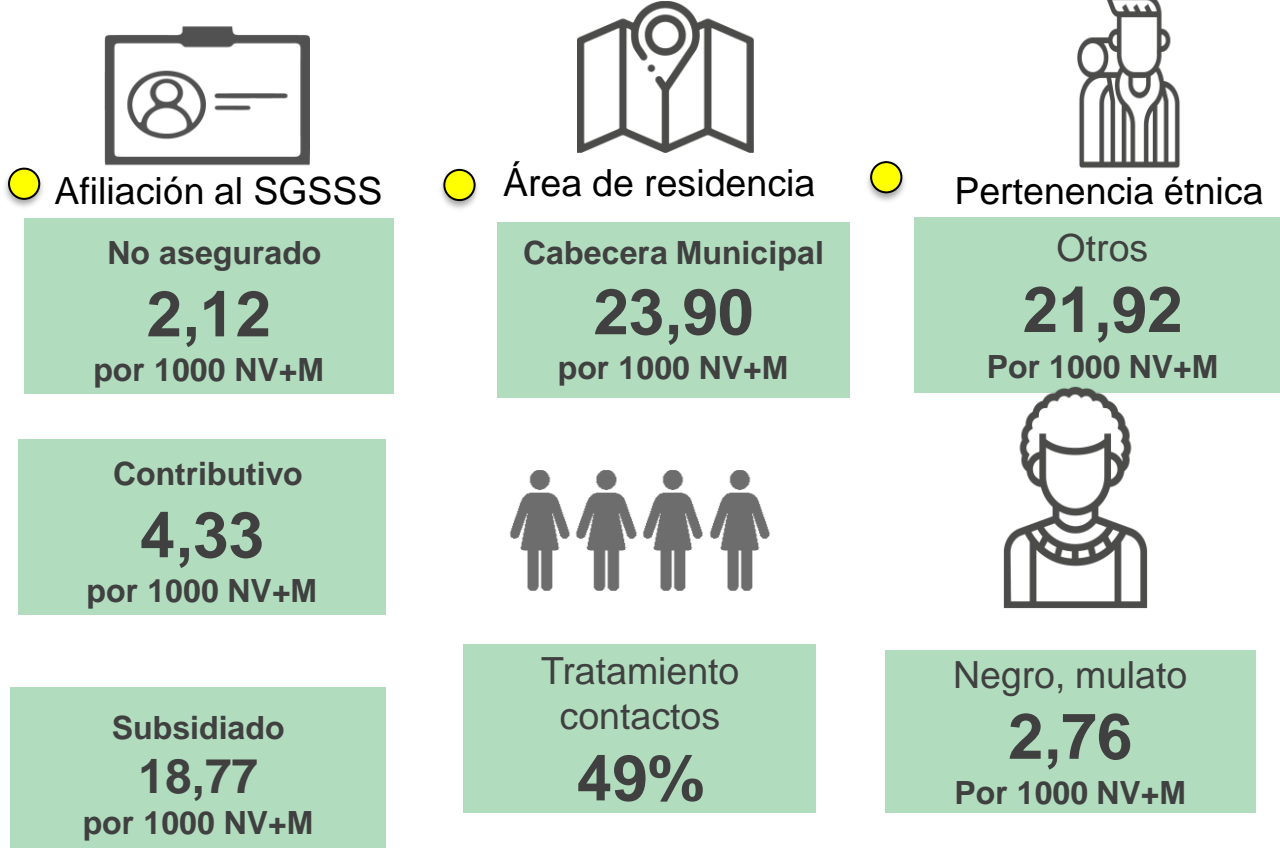 Afiliación al SGSSS
No asegurado
2,12
por 1000 NV+M
Contributivo
4,33
por 1000 NV+M
Subsidiado
18,77
por 1000 NV+M
Área de residencia
Cabecera Municipal
23,90
por 1000 NV+M
Tratamiento
contactos
49%
Pertenencia étnica
Otros
21,92
Por 1000 NV+M
Negro, mulato
2,76
Por 1000 NV+M